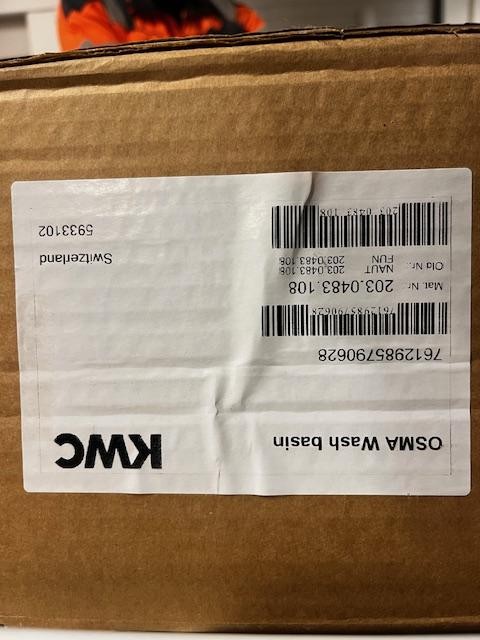 OSMA Wash basin KWC
7612985790628
7612985790628
Mat. Nr 203.0483.108
Old Nr.: NAUT 203.0483.108;
FUN 203.0483.108;
Switzerland
203 0483 108
5933102